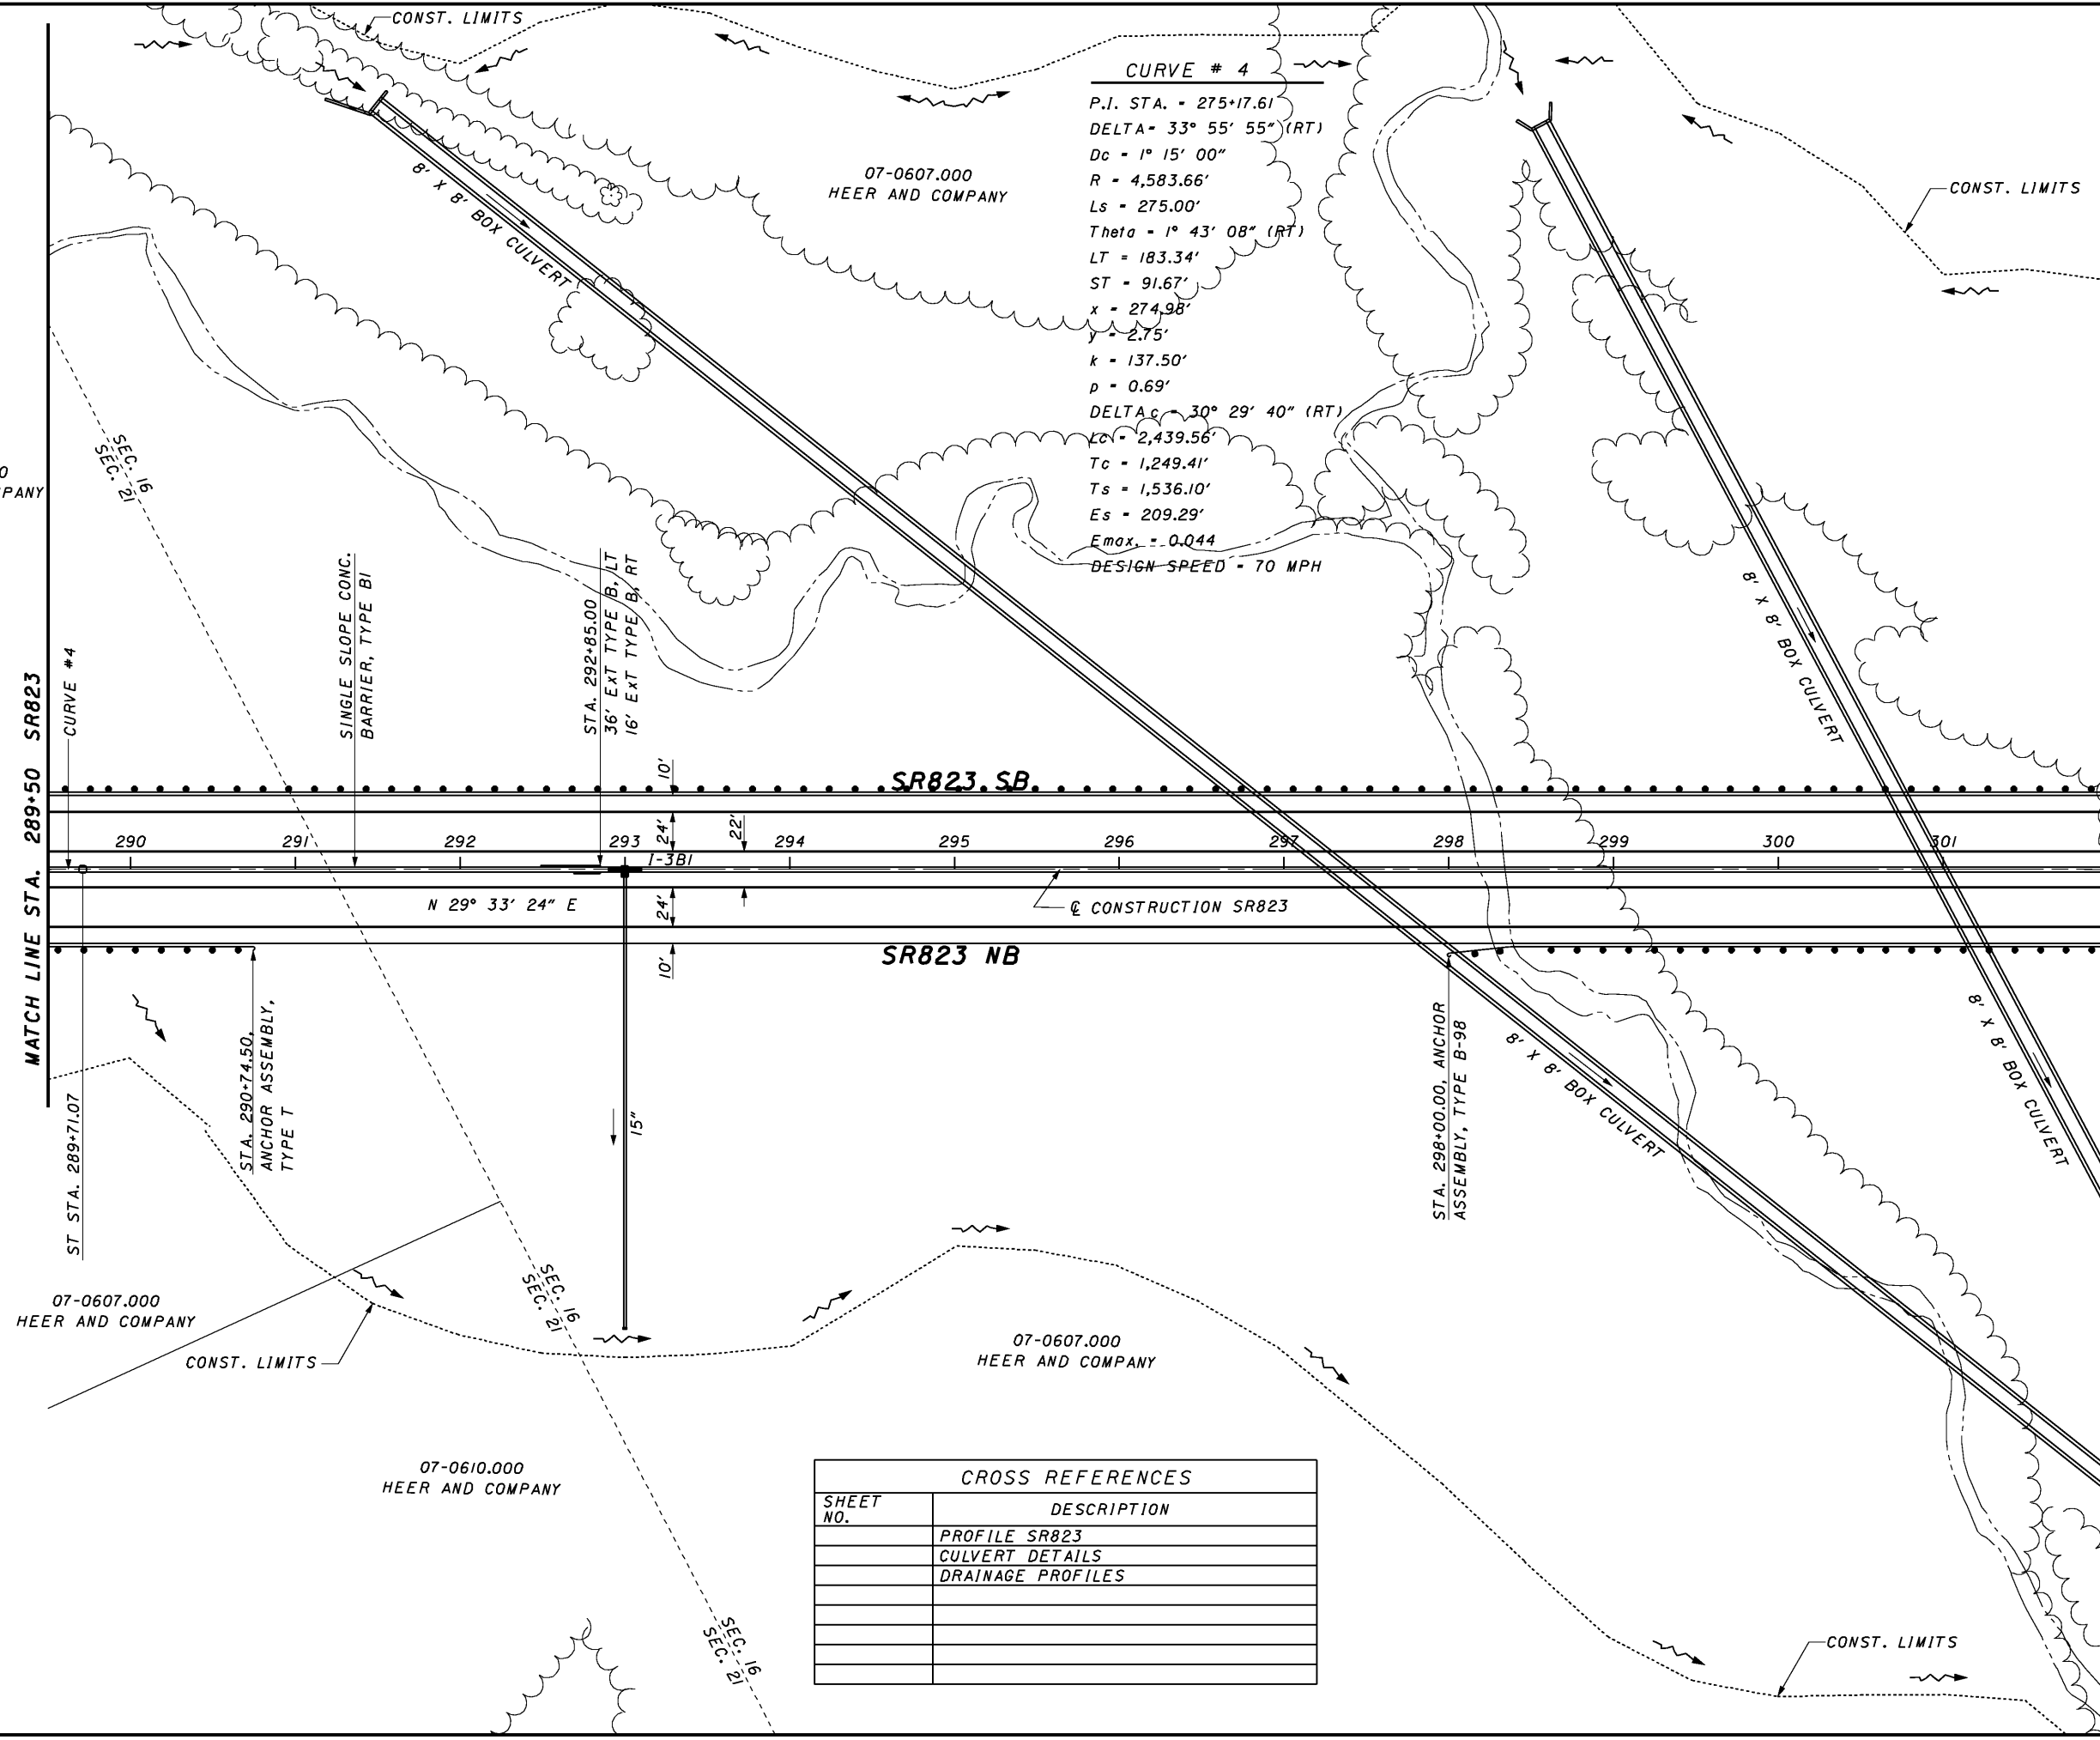 CONST. LIMITS
CURVE # 4
P.I. STA. = 275+17.61
DELTA= 33° 55' 55" (RT)
Dc = 1° 15' 00"
R = 4,583.66'
Ls = 275.00'
Theta = 1° 43' 08" (RT)
LT = 183.34'
ST = 91.67'
x = 274.98'
y = 2.75'
k = 137.50'
p = 0.69'
DELTA c = 30° 29' 40" (RT)
Lc = 2,439.56'
Tc = 1,249.41'
Ts = 1,536.10'
Es = 209.29'
Emax. = 0.044
DESIGN SPEED = 70 MPH
07-0607.000
HEER AND COMPANY
CONST. LIMITS
8' X 8' BOX CULVERT
SEC. 16
SEC. 21
0
PANY
8' X 8' BOX CULVERT
MATCH LINE STA. 289+50 SR823
CURVE #4
SINGLE SLOPE CONC.
BARRIER, TYPE B1
STA. 292+85.00
36' ExT TYPE B, LT
16' ExT TYPE B, RT
10'
SR823 SB
24'
22'
290 291 292 293 294 295 296 297 298 299 300 301
I-3B1
N 29° 33' 24" E
24'
℄ CONSTRUCTION SR823
10'
SR823 NB
ST STA. 289+71.07
STA. 290+74.50,
ANCHOR ASSEMBLY,
TYPE T
15"
STA. 298+00.00, ANCHOR
ASSEMBLY, TYPE B-98
8' X 8' BOX CULVERT
8' X 8' BOX CULVERT
SEC. 16
SEC. 21
07-0607.000
HEER AND COMPANY
CONST. LIMITS
07-0607.000
HEER AND COMPANY
07-0610.000
HEER AND COMPANY
CROSS REFERENCES
SHEET NO. DESCRIPTION
PROFILE SR823
CULVERT DETAILS
DRAINAGE PROFILES
SEC. 16
SEC. 21
CONST. LIMITS